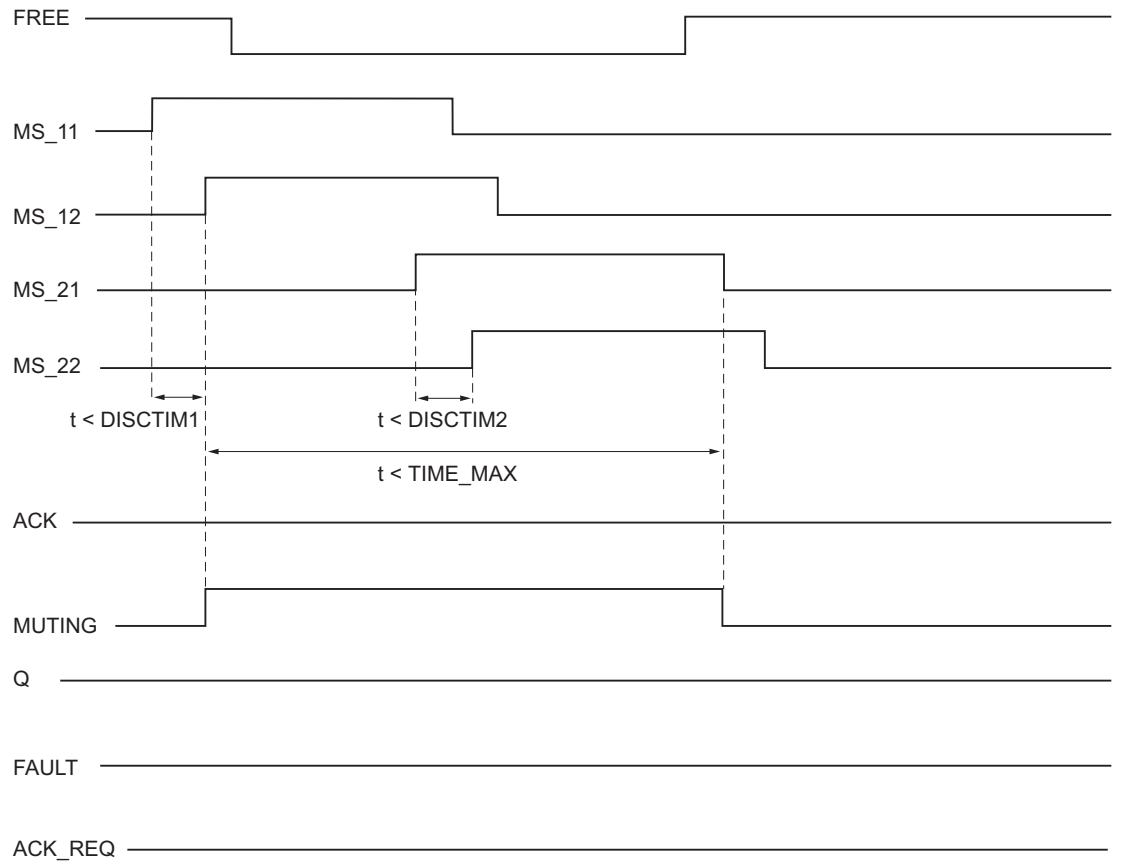 FREE
MS_11
MS_12
MS_21
MS_22
t < DISCTIM1
t < DISCTIM2
t < TIME_MAX
ACK
MUTING
Q
FAULT
ACK_REQ